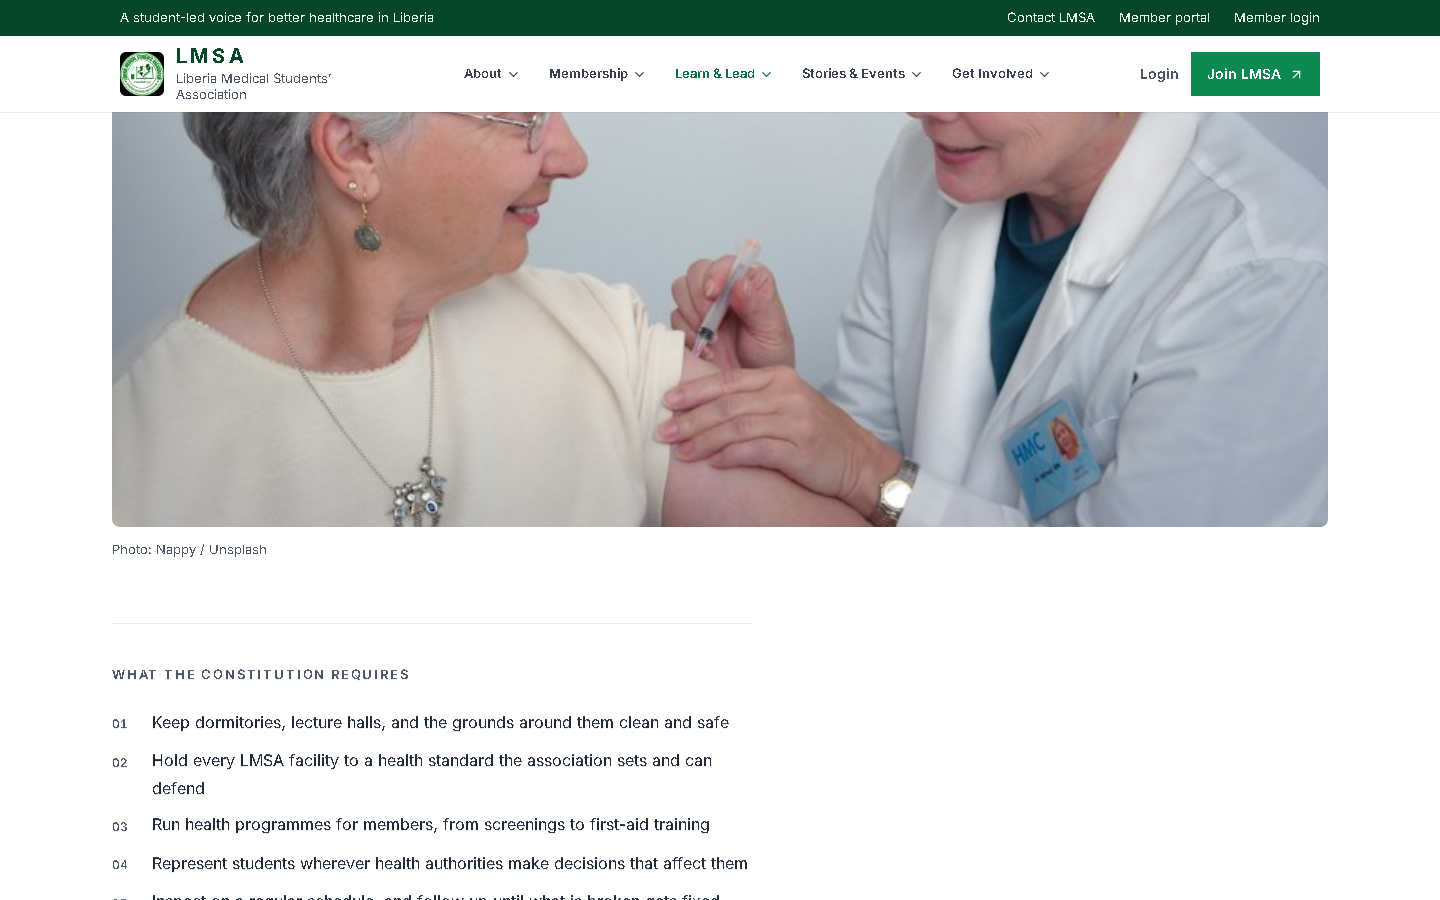 A student-led voice for better healthcare in Liberia
Contact LMSA
Member portal
Member login
LMSA
Liberia Medical Students'
Association
About
Membership
Learn & Lead
Stories & Events
Get Involved
Login
Join LMSA
HMC
Photo: Nappy / Unsplash
WHAT THE CONSTITUTION REQUIRES
01 Keep dormitories, lecture halls, and the grounds around them clean and safe
02 Hold every LMSA facility to a health standard the association sets and can
defend
03 Run health programmes for members, from screenings to first-aid training
04 Represent students wherever health authorities make decisions that affect them